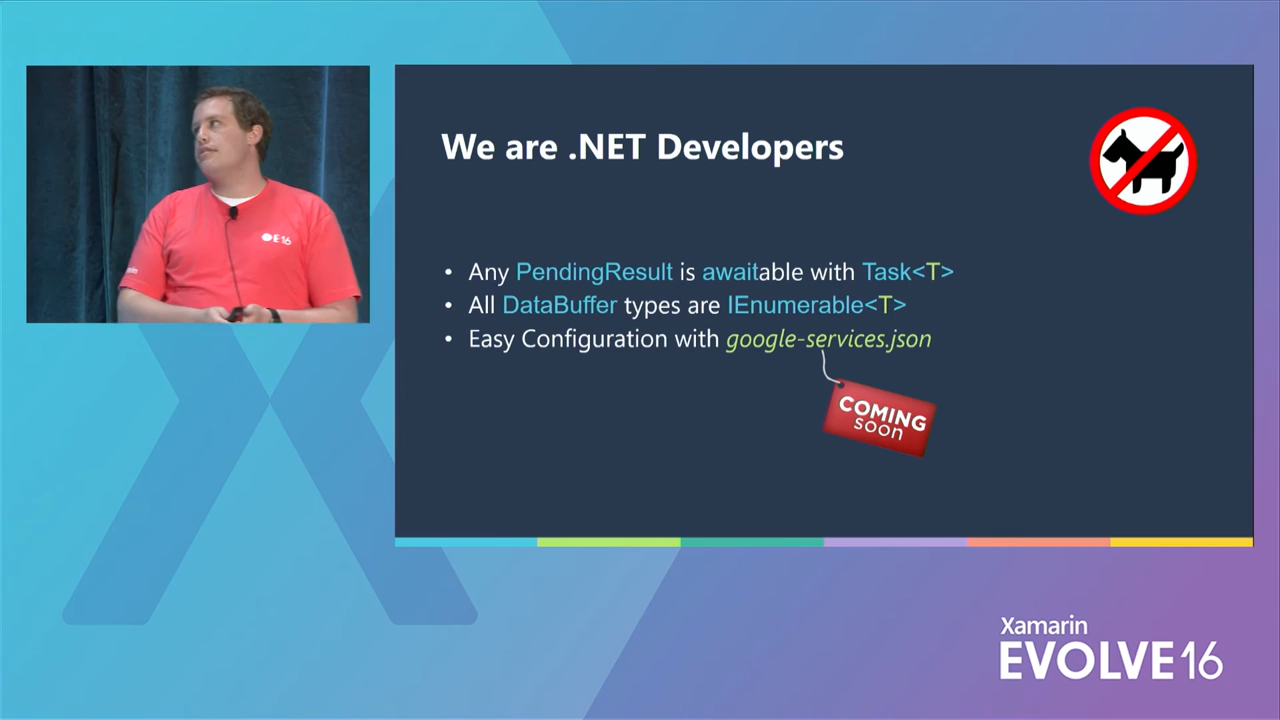 We are .NET Developers
• Any PendingResult is awaitable with Task<T>
• All DataBuffer types are IEnumerable<T>
• Easy Configuration with google-services.json
COMING
soon
E16
Xamarin
EVOLVE16